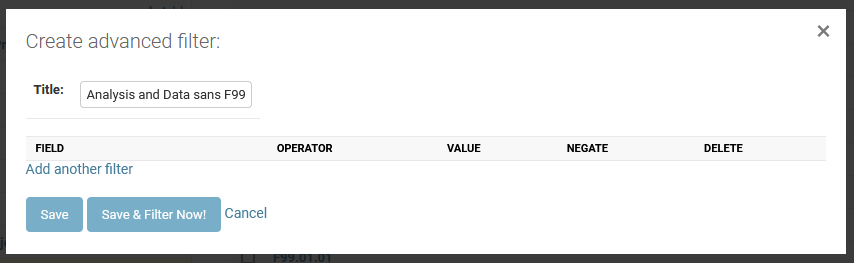 Create advanced filter:
×
Title: Analysis and Data sans F99
FIELD OPERATOR VALUE NEGATE DELETE
Add another filter
Save Save & Filter Now! Cancel
F99.01.01